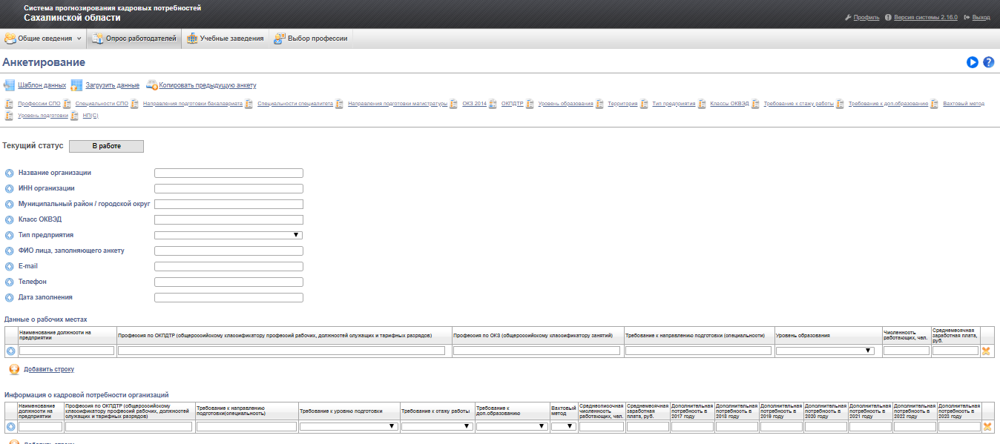 Система прогнозирования кадровых потребностей
Сахалинской области
Профиль Версия системы 2.16.0 Выход
Общие сведения Опрос работодателей Учебные заведения Выбор профессии
Анкетирование
Шаблон данных Загрузить данные Копировать предыдущую анкету
Профессии СПО Специальности СПО Направления подготовки бакалавриата Специальности специалитета Направления подготовки магистратуры ОКЗ 2014 ОКПДТР Уровень образования Территория Тип предприятия Классы ОКВЭД Требование к стажу работы Требование к доп.образованию Вахтовый метод
Уровень подготовки НП(С)
Текущий статус В работе
Название организации
ИНН организации
Муниципальный район / городской округ
Класс ОКВЭД
Тип предприятия
ФИО лица, заполняющего анкету
E-mail
Телефон
Дата заполнения
Данные о рабочих местах
Наименование должности на
предприятии
Профессия по ОКПДТР (общероссийскому классификатору профессий рабочих, должностей служащих и тарифных разрядов)
Профессия по ОКЗ (общероссийскому классификатору занятий)
Требование к направлению подготовки (специальности)
Уровень образования
Численность
работающих, чел.
Среднемесячная
заработная плата,
руб.
Добавить строку
Информация о кадровой потребности организаций
Наименование
должности на
предприятии
Профессия по ОКПДТР (общероссийскому
классификатору профессий рабочих, должностей
служащих и тарифных разрядов)
Требование к направлению
подготовки(специальность)
Требование к уровню подготовки
Требование к стажу работы
Требование к
доп.образованию
Вахтовый
метод
Среднесписочная
численность
работающих, чел.
Среднемесячная
заработная
плата, руб.
Дополнительная
потребность в
2017 году
Дополнительная
потребность в
2018 году
Дополнительная
потребность в
2019 году
Дополнительная
потребность в
2020 году
Дополнительная
потребность в
2021 году
Дополнительная
потребность в
2022 году
Дополнительная
потребность в
2023 году
Добавить строку